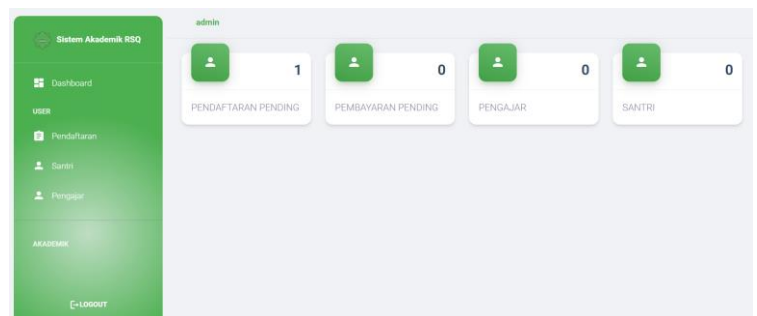 Sistem Akademik RSQ
Dashboard
USER
Pendaftaran
Santri
Pengajar
AKADEMIK
LOGOUT
admin
1
PENDAFTARAN PENDING
0
PEMBAYARAN PENDING
0
PENGAJAR
0
SANTRI